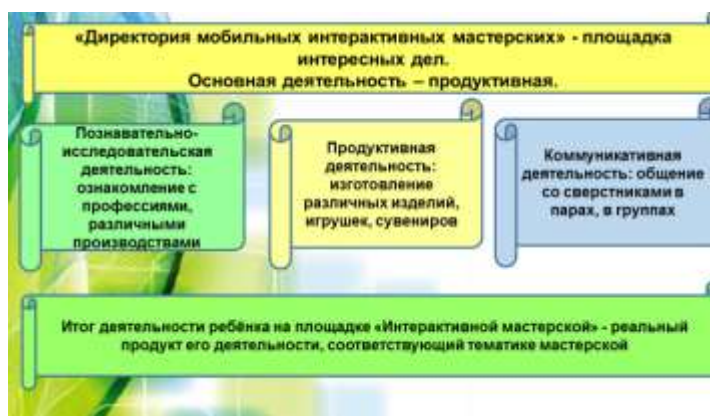 «Директория мобильных интерактивных мастерских» - площадка
интересных дел.
Основная деятельность – продуктивная.
Познавательно-
исследовательская
деятельность:
ознакомление с
профессиями,
различными
производствами
Продуктивная
деятельность:
изготовление
различных изделий,
игрушек, сувениров
Коммуникативная
деятельность: общение
со сверстниками в
парах, в группах
Итог деятельности ребёнка на площадке «Интерактивной мастерской» - реальный
продукт его деятельности, соответствующий тематике мастерской